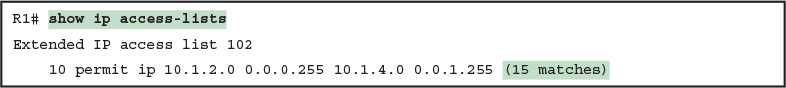 R1# show ip access-lists
Extended IP access list 102
10 permit ip 10.1.2.0 0.0.0.255 10.1.4.0 0.0.1.255 (15 matches)